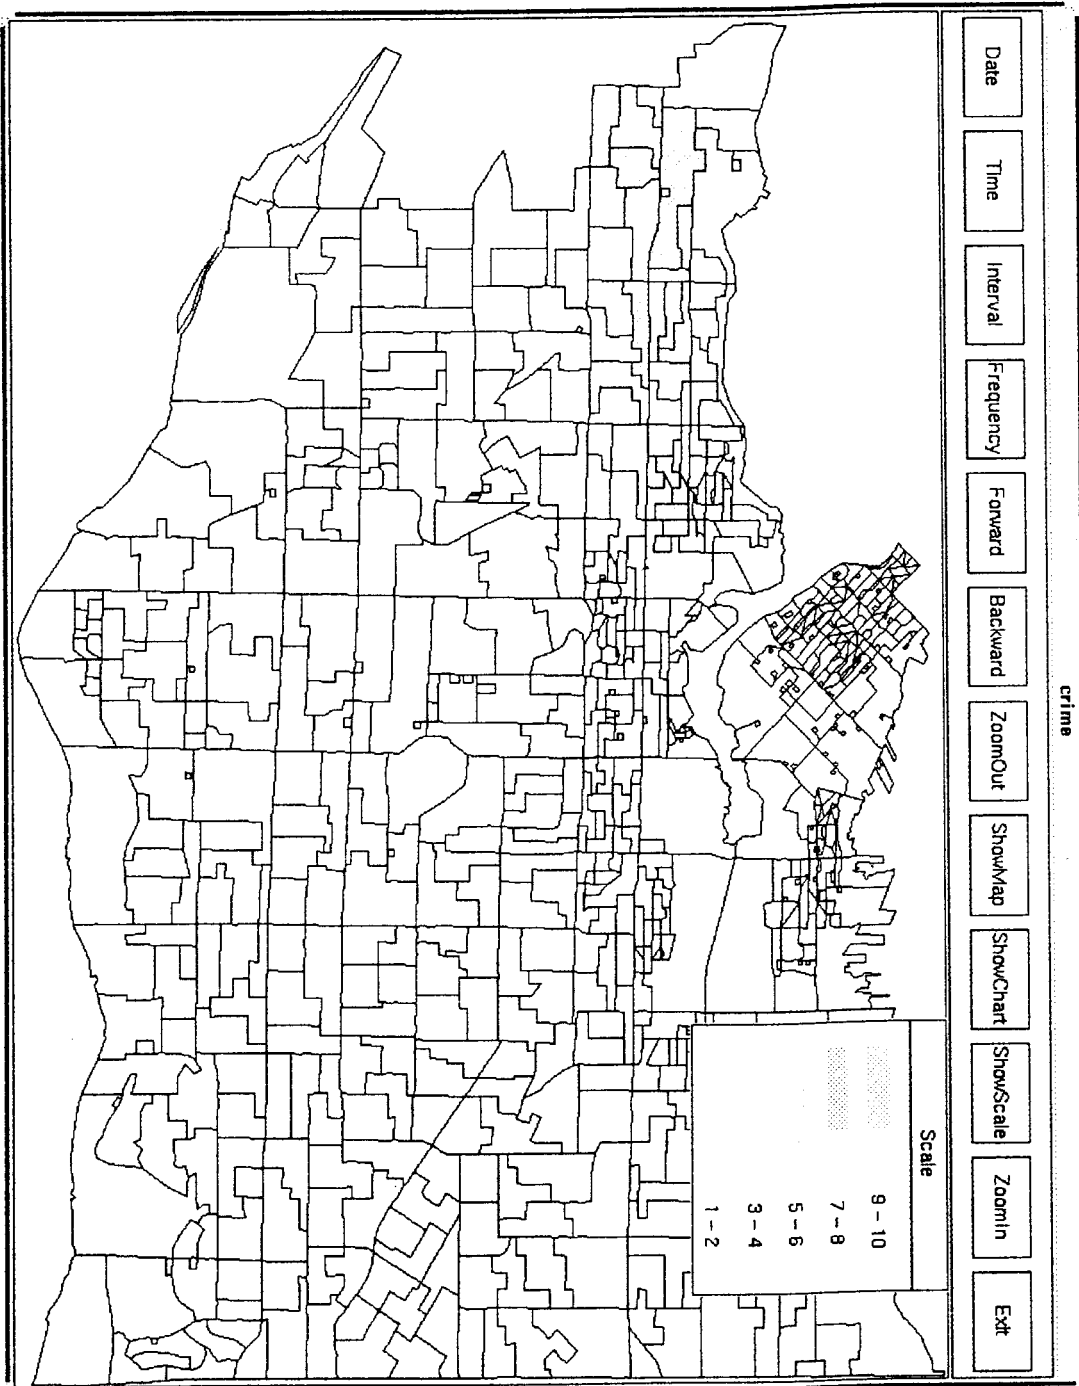 crime
Date
Time
Interval
Frequency
Forward
Backward
ZoomOut
ShowMap
ShowChart
ShowScale
ZoomIn
Exit
Scale
9 - 10
7 - 8
5 - 6
3 - 4
1 - 2